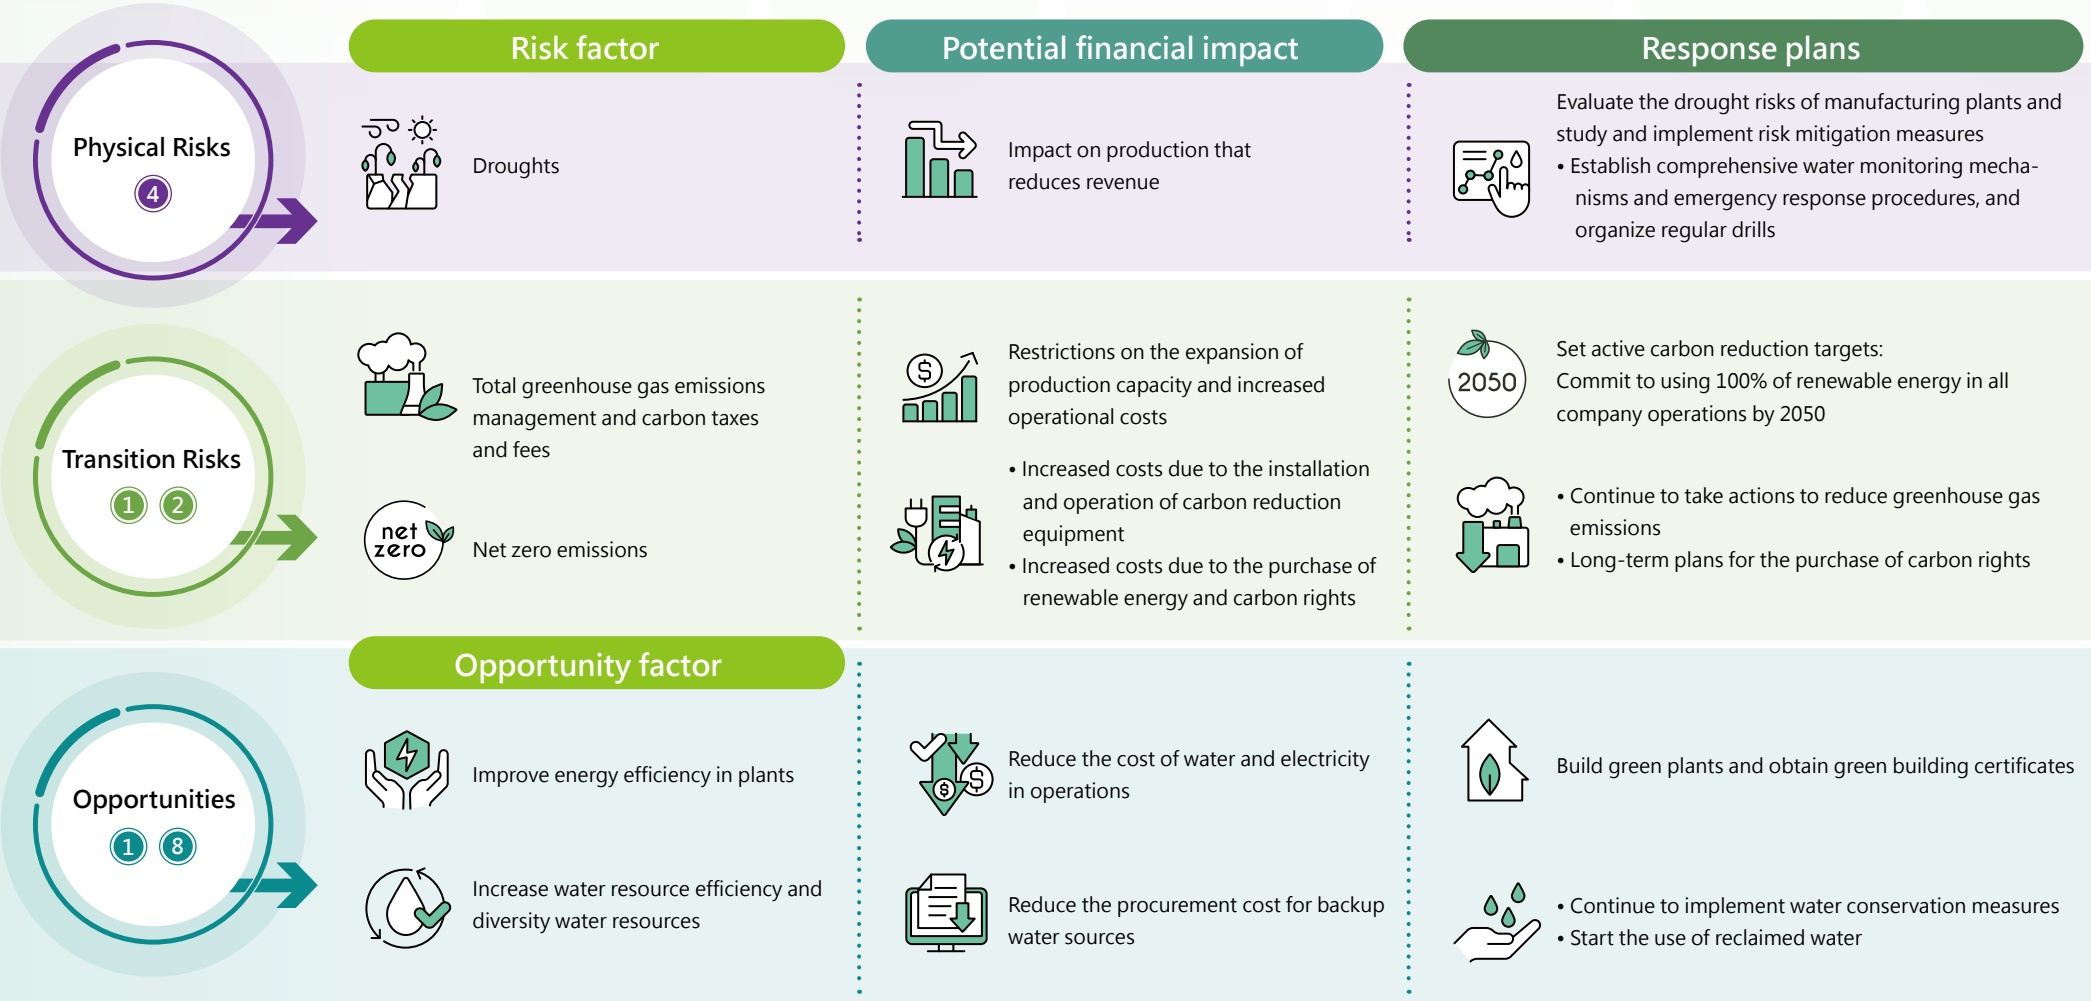 Risk factor
Potential financial impact
Response plans
Physical Risks
4
Droughts
Impact on production that
reduces revenue
Evaluate the drought risks of manufacturing plants and
study and implement risk mitigation measures
• Establish comprehensive water monitoring mecha-
nisms and emergency response procedures, and
organize regular drills
Transition Risks
1 2
Total greenhouse gas emissions
management and carbon taxes
and fees
$
Restrictions on the expansion of
production capacity and increased
operational costs
2050
Set active carbon reduction targets:
Commit to using 100% of renewable energy in all
company operations by 2050
net
zero
Net zero emissions
• Increased costs due to the installation
and operation of carbon reduction
equipment
• Increased costs due to the purchase of
renewable energy and carbon rights
• Continue to take actions to reduce greenhouse gas
emissions
• Long-term plans for the purchase of carbon rights
Opportunity factor
Opportunities
1 8
Improve energy efficiency in plants
$ $
Reduce the cost of water and electricity
in operations
Build green plants and obtain green building certificates
Increase water resource efficiency and
diversity water resources
Reduce the procurement cost for backup
water sources
• Continue to implement water conservation measures
• Start the use of reclaimed water